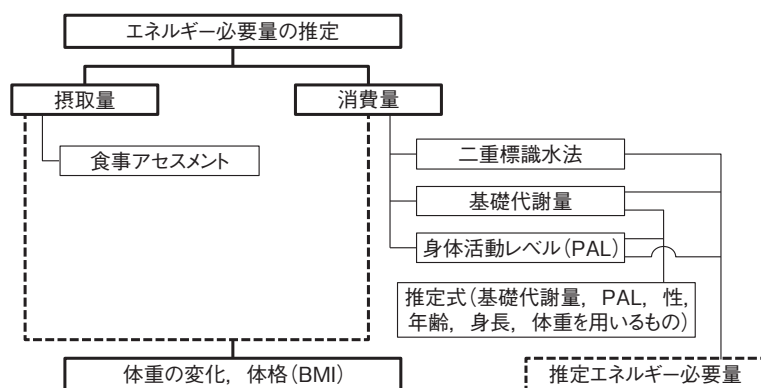 エネルギー必要量の推定
摂取量
消費量
食事アセスメント
二重標識水法
基礎代謝量
身体活動レベル（PAL）
推定式（基礎代謝量，PAL，性，
年齢，身長，体重を用いるもの）
体重の変化，体格（BMI）
推定エネルギー必要量